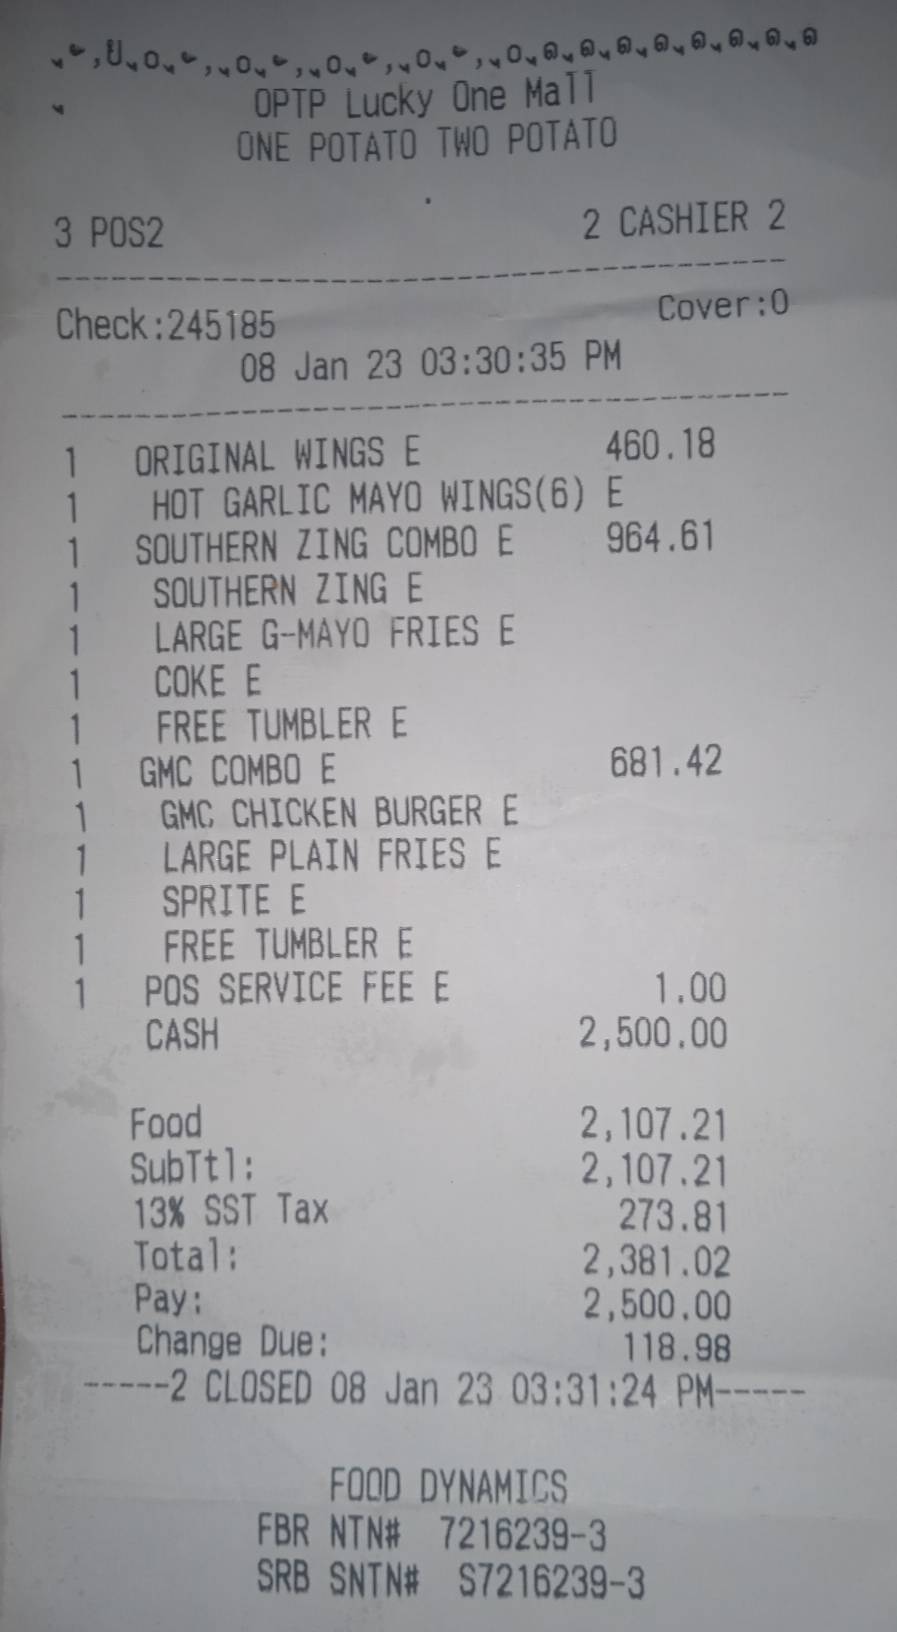 OPTP Lucky One Mall
ONE POTATO TWO POTATO
3 POS2 2 CASHIER 2
Check:245185 Cover:0
08 Jan 23 03:30:35 PM
1 ORIGINAL WINGS E 460.18
1 HOT GARLIC MAYO WINGS(6) E
1 SOUTHERN ZING COMBO E 964.61
1 SOUTHERN ZING E
1 LARGE G-MAYO FRIES E
1 COKE E
1 FREE TUMBLER E
1 GMC COMBO E 681.42
1 GMC CHICKEN BURGER E
1 LARGE PLAIN FRIES E
1 SPRITE E
1 FREE TUMBLER E
1 POS SERVICE FEE E 1.00
CASH 2,500.00
Food 2,107.21
SubTtl: 2,107.21
13% SST Tax 273.81
Total: 2,381.02
Pay: 2,500.00
Change Due: 118.98
-----2 CLOSED 08 Jan 23 03:31:24 PM-----
FOOD DYNAMICS
FBR NTN# 7216239-3
SRB SNTN# S7216239-3